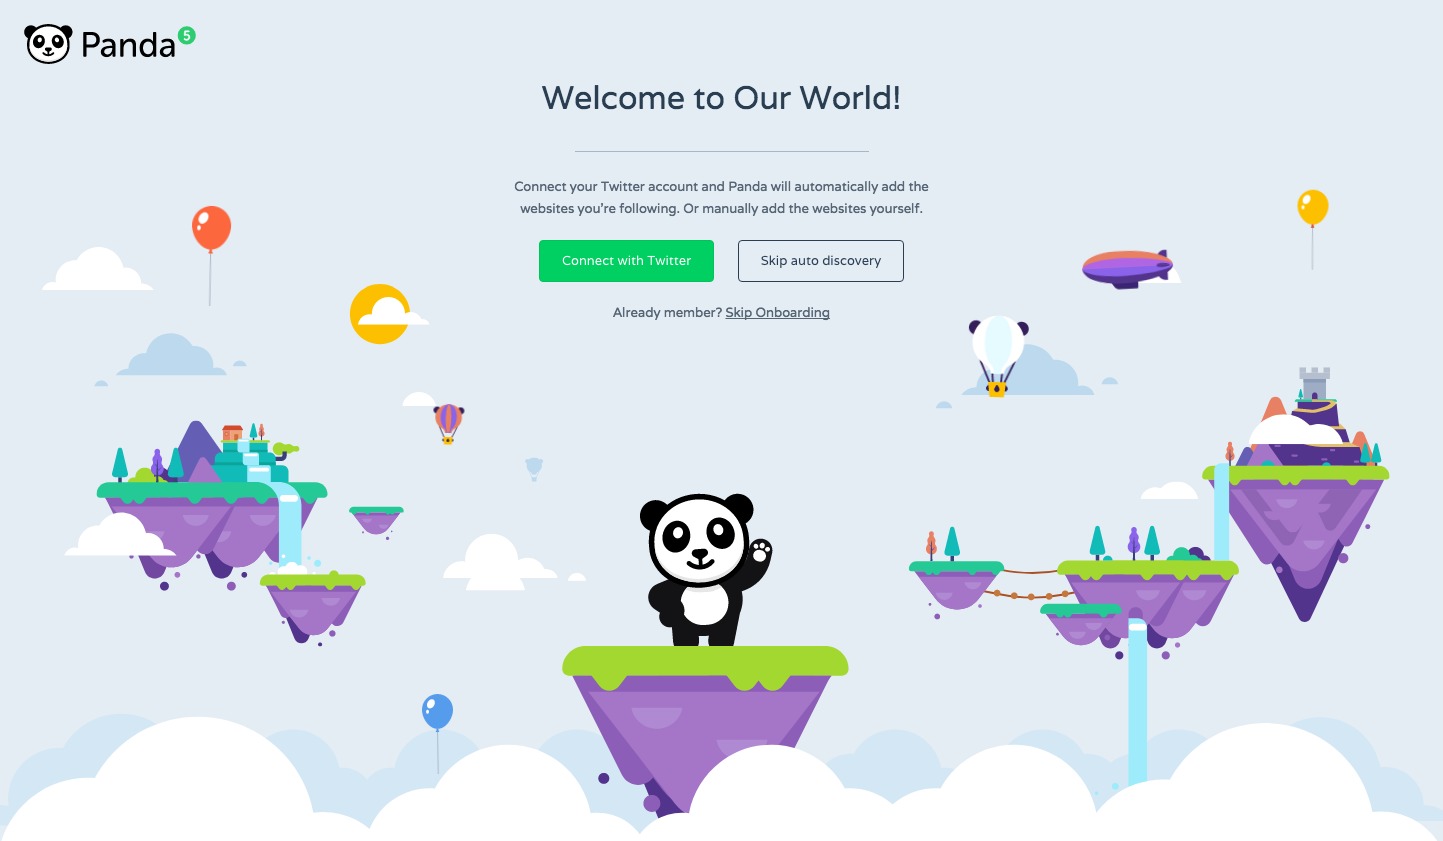 Panda 5
Welcome to Our World!
Connect your Twitter account and Panda will automatically add the
websites you're following. Or manually add the websites yourself.
Connect with Twitter
Skip auto discovery
Already member? Skip Onboarding